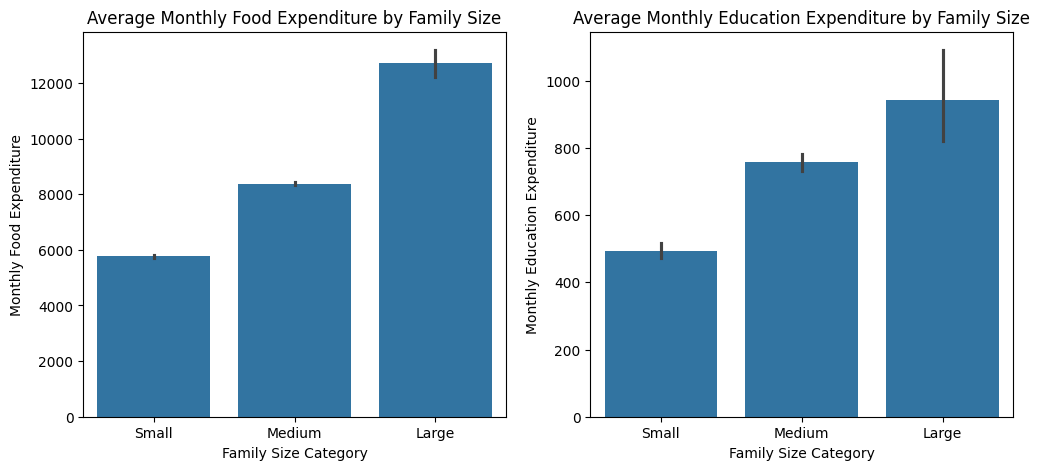 Average Monthly Food Expenditure by Family Size
Monthly Food Expenditure
12000
10000
8000
6000
4000
2000
0
Small Medium Large
Family Size Category
Average Monthly Education Expenditure by Family Size
Monthly Education Expenditure
1000
800
600
400
200
0
Small Medium Large
Family Size Category